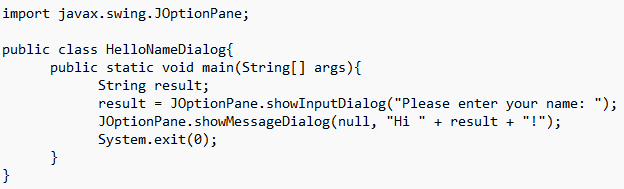 import javax.swing.JOptionPane;

public class HelloNameDialog{
      public static void main(String[] args){
            String result;
            result = JOptionPane.showInputDialog("Please enter your name: ");
            JOptionPane.showMessageDialog(null, "Hi " + result + "!");
            System.exit(0);
      }
}